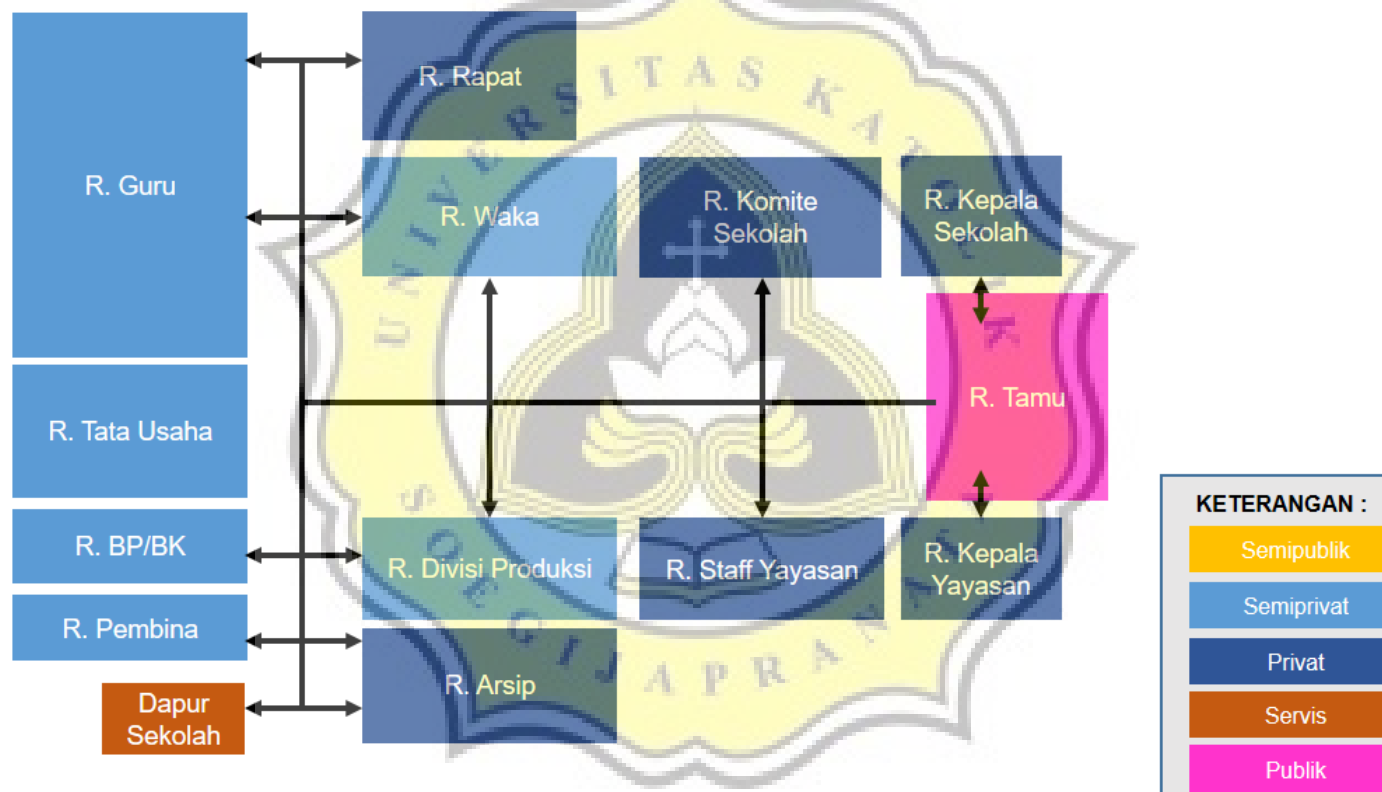 R. Rapat
R. Guru
R. Waka
R. Komite
Sekolah
R. Kepala
Sekolah
R. Tamu
R. Tata Usaha
R. BP/BK
R. Divisi Produksi
R. Staff Yayasan
R. Kepala
Yayasan
R. Pembina
R. Arsip
Dapur
Sekolah
KETERANGAN :
Semipublik
Semiprivat
Privat
Servis
Publik
UNIVERSITAS KATOLIK
SOEGIJAPRANATA